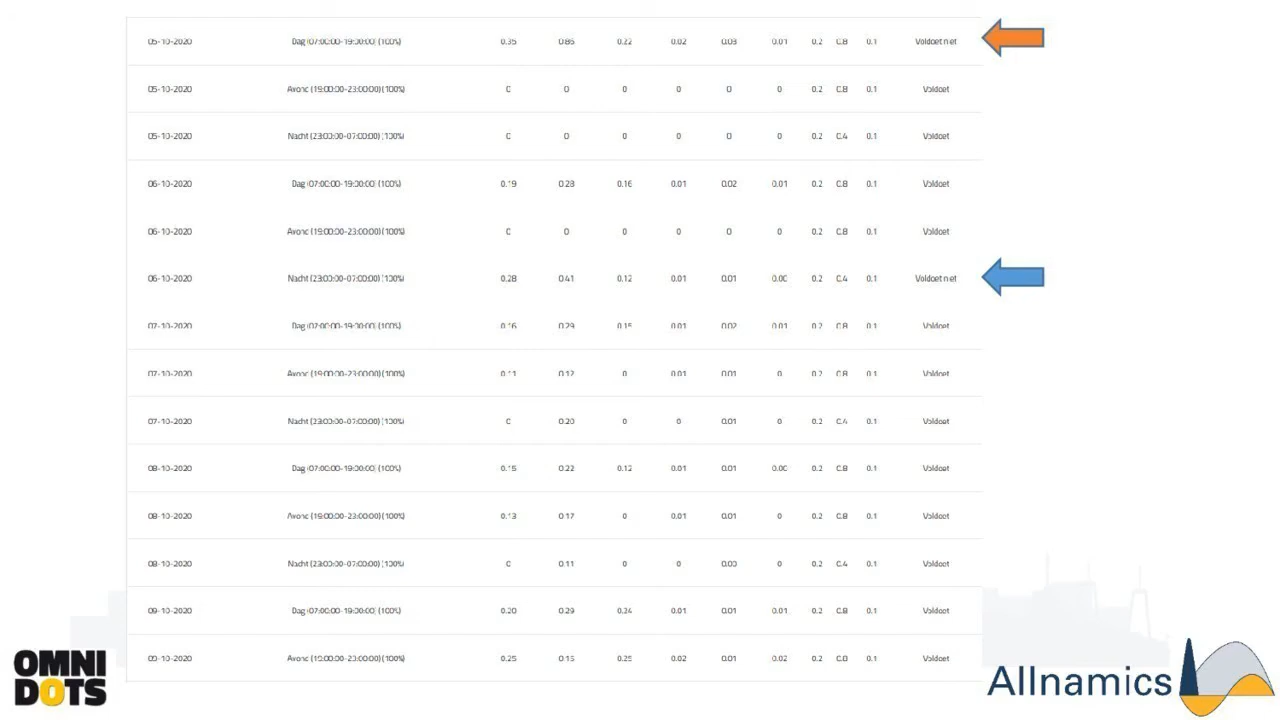 05-10-2020 Dag (07:00:00-19:00:00) (100%) 0.35 0.86 0.22 0.02 0.03 0.01 0.2 0.8 0.1 Voldoet niet
05-10-2020 Avond (19:00:00-23:00:00) (100%) 0 0 0 0 0 0 0.2 0.8 0.1 Voldoet
05-10-2020 Nacht (23:00:00-07:00:00) (100%) 0 0 0 0 0 0 0.2 0.4 0.1 Voldoet
06-10-2020 Dag (07:00:00-19:00:00) (100%) 0.19 0.28 0.16 0.01 0.02 0.01 0.2 0.8 0.1 Voldoet
06-10-2020 Avond (19:00:00-23:00:00) (100%) 0 0 0 0 0 0 0.2 0.8 0.1 Voldoet
06-10-2020 Nacht (23:00:00-07:00:00) (100%) 0.28 0.41 0.12 0.01 0.01 0.00 0.2 0.4 0.1 Voldoet niet
07-10-2020 Dag (07:00:00-19:00:00) (100%) 0.16 0.29 0.15 0.01 0.02 0.01 0.2 0.8 0.1 Voldoet
07-10-2020 Avond (19:00:00-23:00:00) (100%) 0.11 0.12 0 0.01 0.01 0 0.2 0.8 0.1 Voldoet
07-10-2020 Nacht (23:00:00-07:00:00) (100%) 0 0.20 0 0 0.01 0 0.2 0.4 0.1 Voldoet
08-10-2020 Dag (07:00:00-19:00:00) (100%) 0.15 0.22 0.12 0.01 0.01 0.00 0.2 0.8 0.1 Voldoet
08-10-2020 Avond (19:00:00-23:00:00) (100%) 0.13 0.17 0 0.01 0.01 0 0.2 0.8 0.1 Voldoet
08-10-2020 Nacht (23:00:00-07:00:00) (100%) 0 0.11 0 0 0.00 0 0.2 0.4 0.1 Voldoet
09-10-2020 Dag (07:00:00-19:00:00) (100%) 0.20 0.29 0.24 0.01 0.01 0.01 0.2 0.8 0.1 Voldoet
09-10-2020 Avond (19:00:00-23:00:00) (100%) 0.25 0.15 0.25 0.02 0.01 0.02 0.2 0.8 0.1 Voldoet
OMNI
DOTS
Allnamics